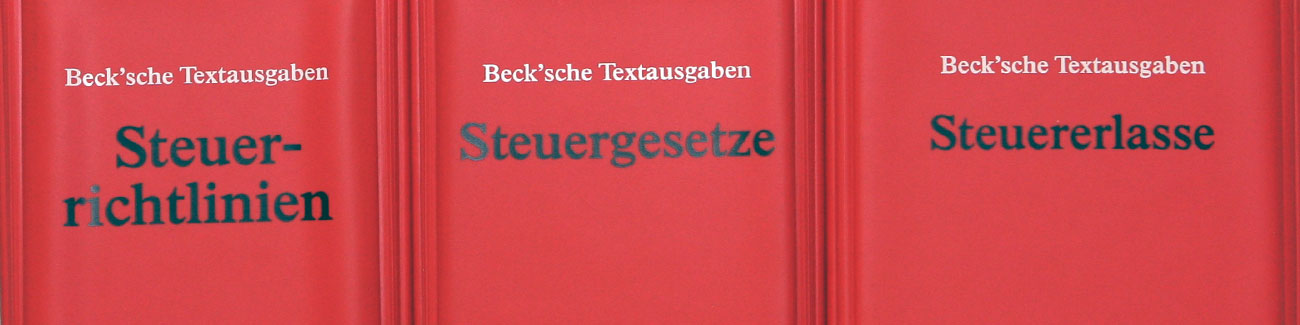 Beck’sche Textausgaben
Steuer-
richtlinien
Beck’sche Textausgaben
Steuergesetze
Beck’sche Textausgaben
Steuererlasse